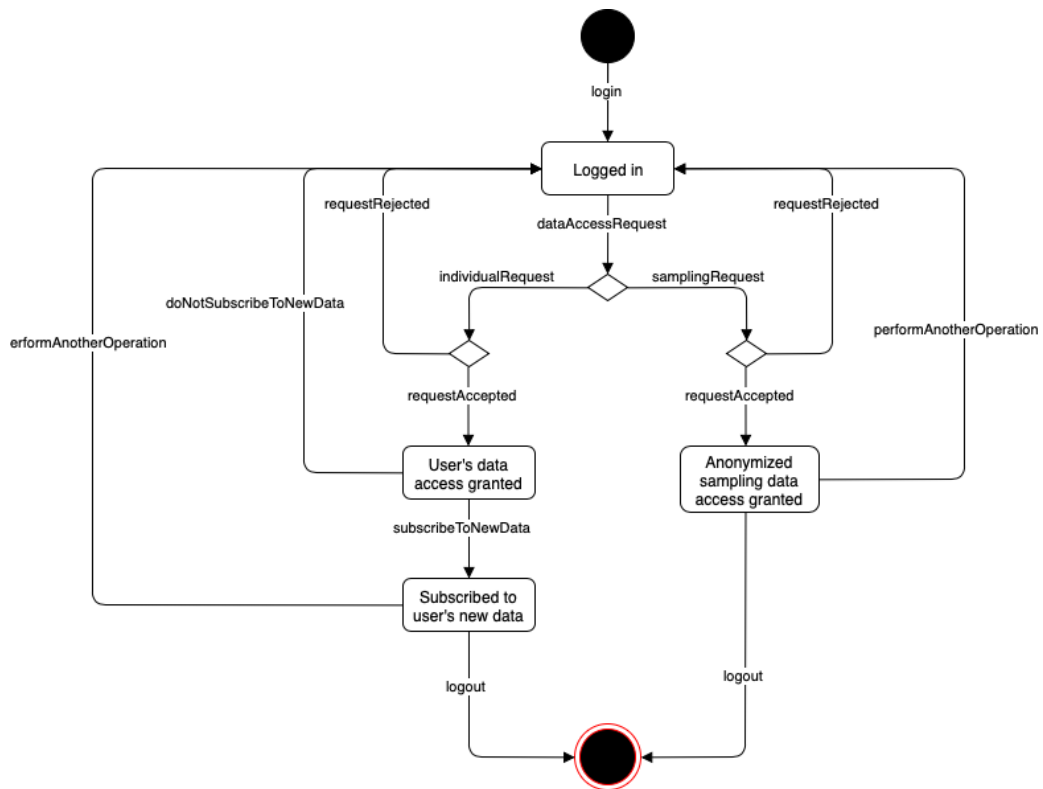 login
Logged in
requestRejected
requestRejected
dataAccessRequest
individualRequest
samplingRequest
doNotSubscribeToNewData
erformAnotherOperation
performAnotherOperation
requestAccepted
requestAccepted
User's data
access granted
Anonymized
sampling data
access granted
subscribeToNewData
Subscribed to
user's new data
logout
logout